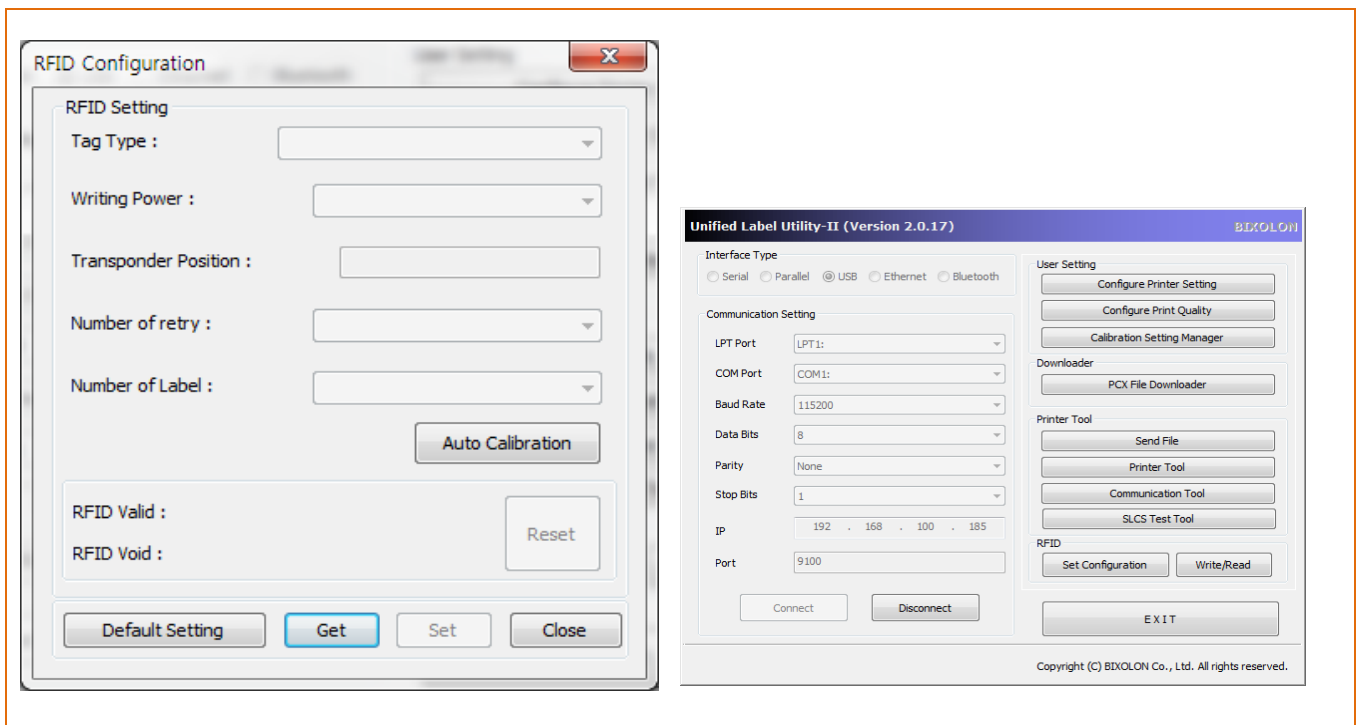 RFID Configuration
RFID Setting
Tag Type :
Writing Power :
Transponder Position :
Number of retry :
Number of Label :
Auto Calibration
RFID Valid :
RFID Void :
Reset
Default Setting Get Set Close
Unified Label Utility-II (Version 2.0.17) BIXOLON
Interface Type
Serial Parallel USB Ethernet Bluetooth
Communication Setting
LPT Port LPT1:
COM Port COM1:
Baud Rate 115200
Data Bits 8
Parity None
Stop Bits 1
IP 192 . 168 . 100 . 185
Port 9100
Connect Disconnect
User Setting
Configure Printer Setting
Configure Print Quality
Calibration Setting Manager
Downloader
PCX File Downloader
Printer Tool
Send File
Printer Tool
Communication Tool
SLCS Test Tool
RFID
Set Configuration Write/Read
EXIT
Copyright (C) BIXOLON Co., Ltd. All rights reserved.